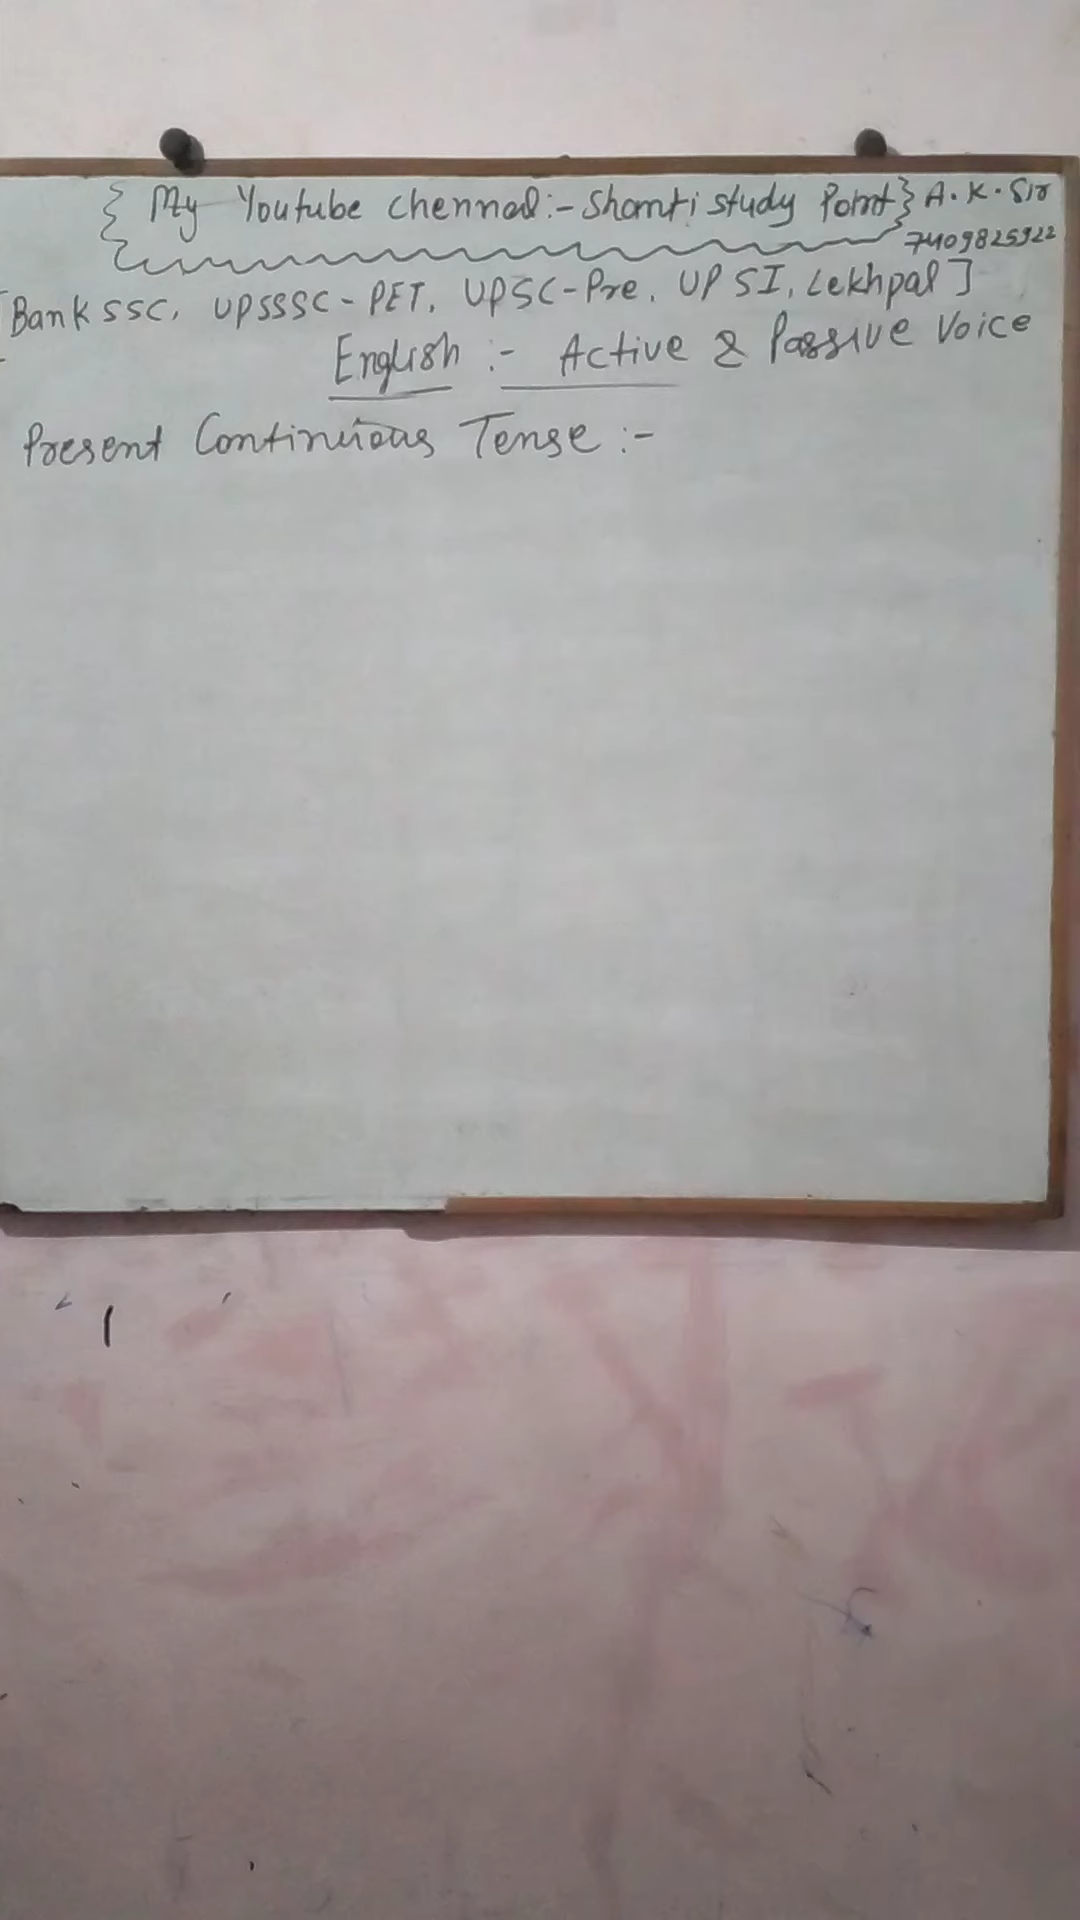 { My Youtube chennal:- Shanti study Point } A.K. Sir
7409825922
[Bank SSC, UPSSSC-PET, UPSC-Pre, UP SI, Lekhpal]
English :- Active & Passive Voice
Present Continuious Tense :-